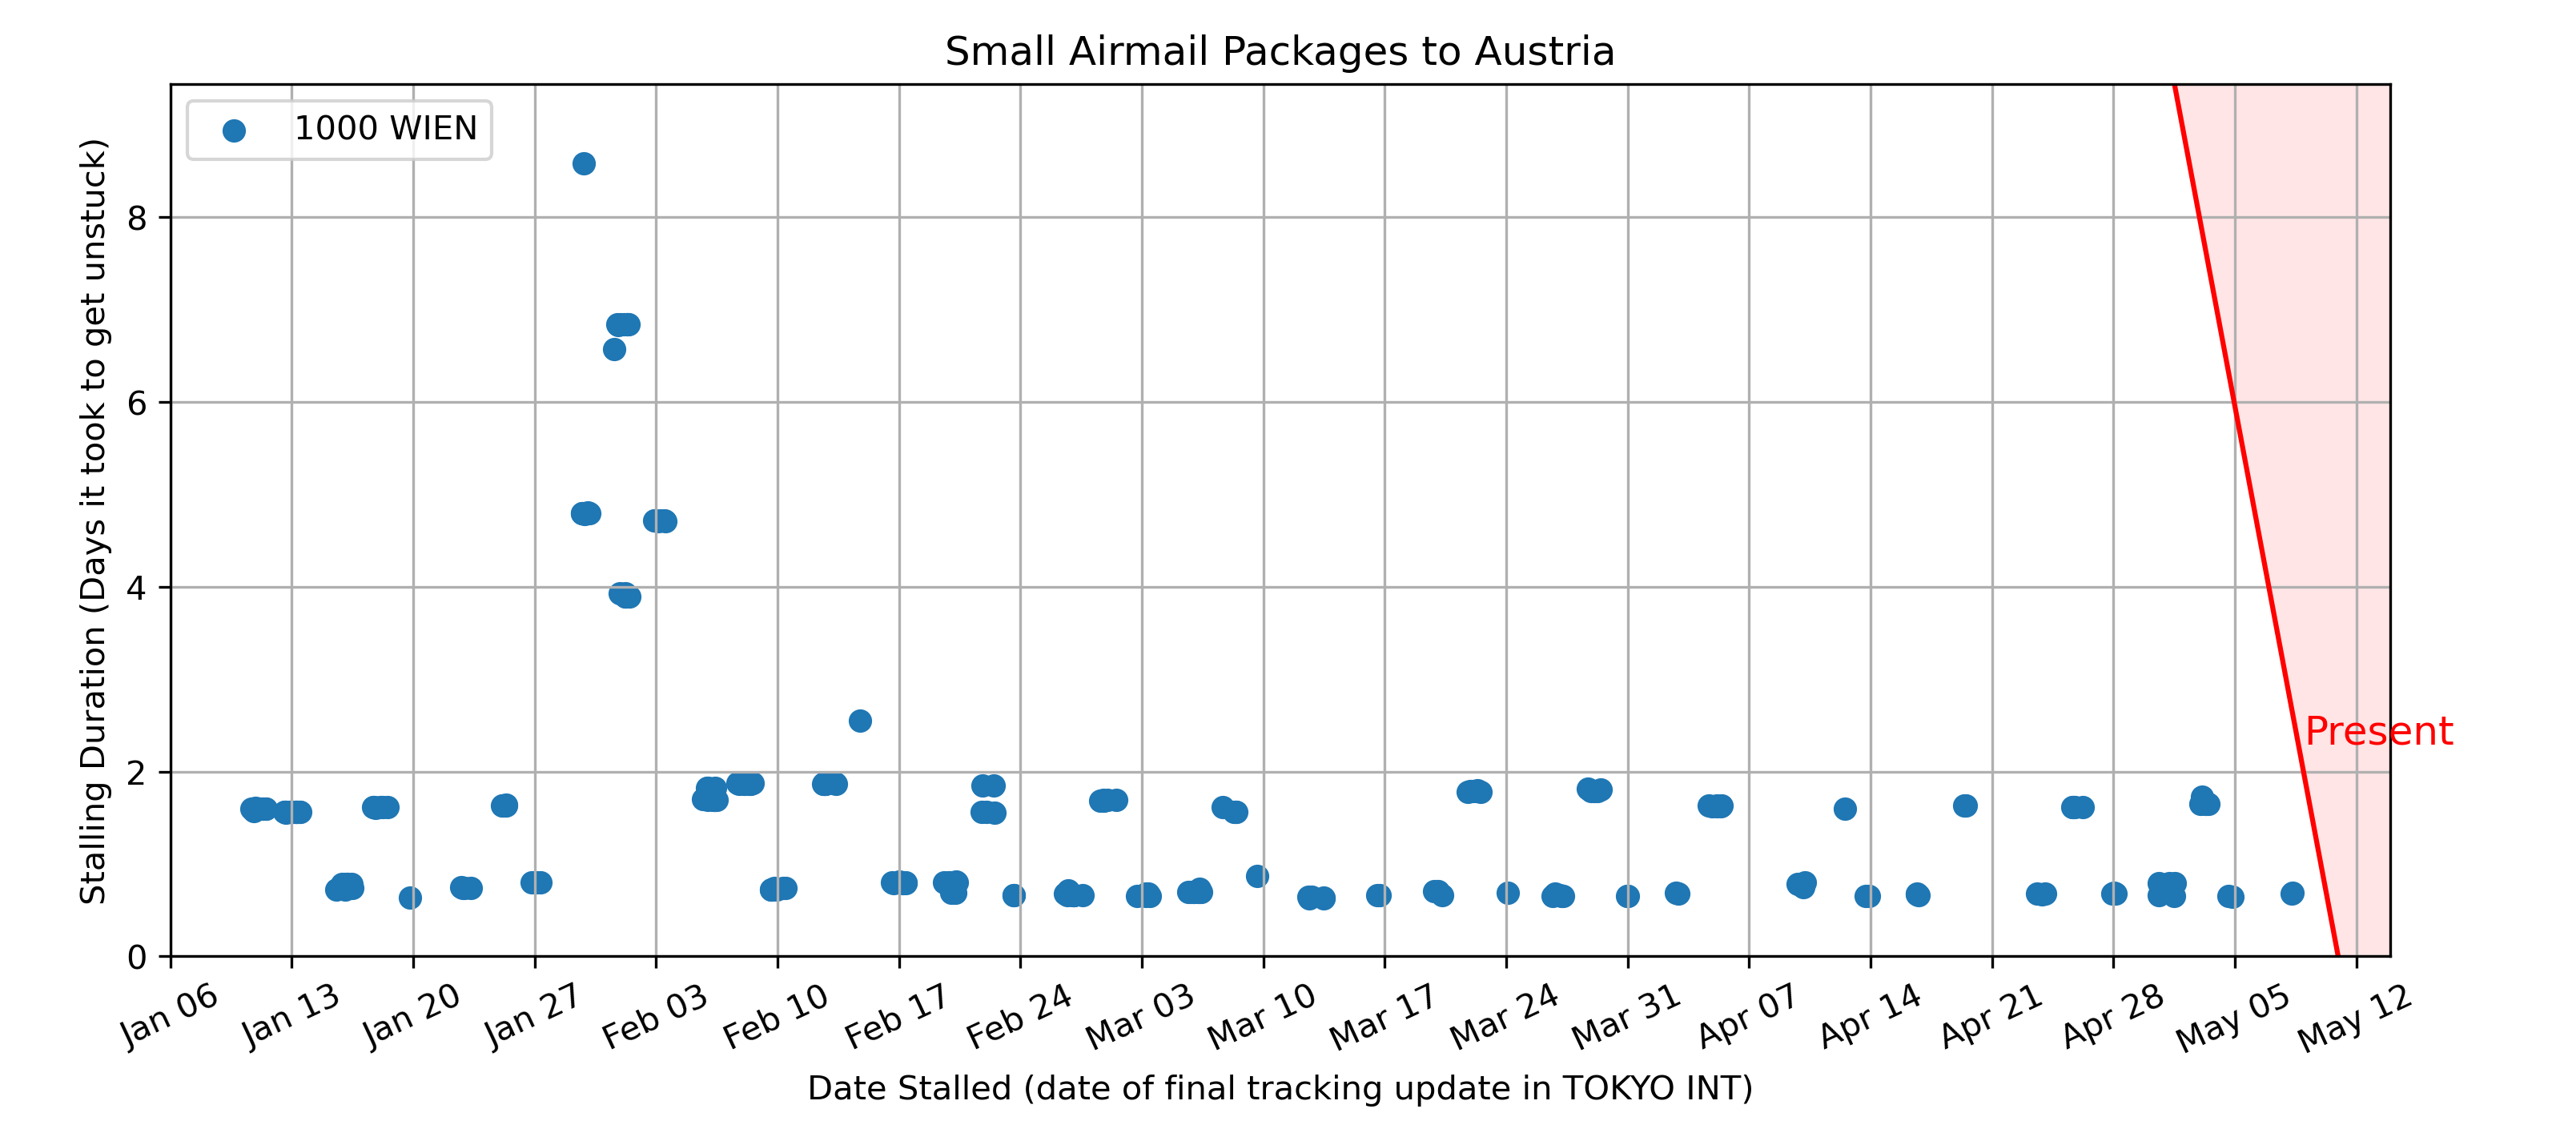 Small Airmail Packages to Austria
1000 WIEN
Stalling Duration (Days it took to get unstuck)
8
6
4
2
0
Present
Jan 06
Jan 13
Jan 20
Jan 27
Feb 03
Feb 10
Feb 17
Feb 24
Mar 03
Mar 10
Mar 17
Mar 24
Mar 31
Apr 07
Apr 14
Apr 21
Apr 28
May 05
May 12
Date Stalled (date of final tracking update in TOKYO INT)